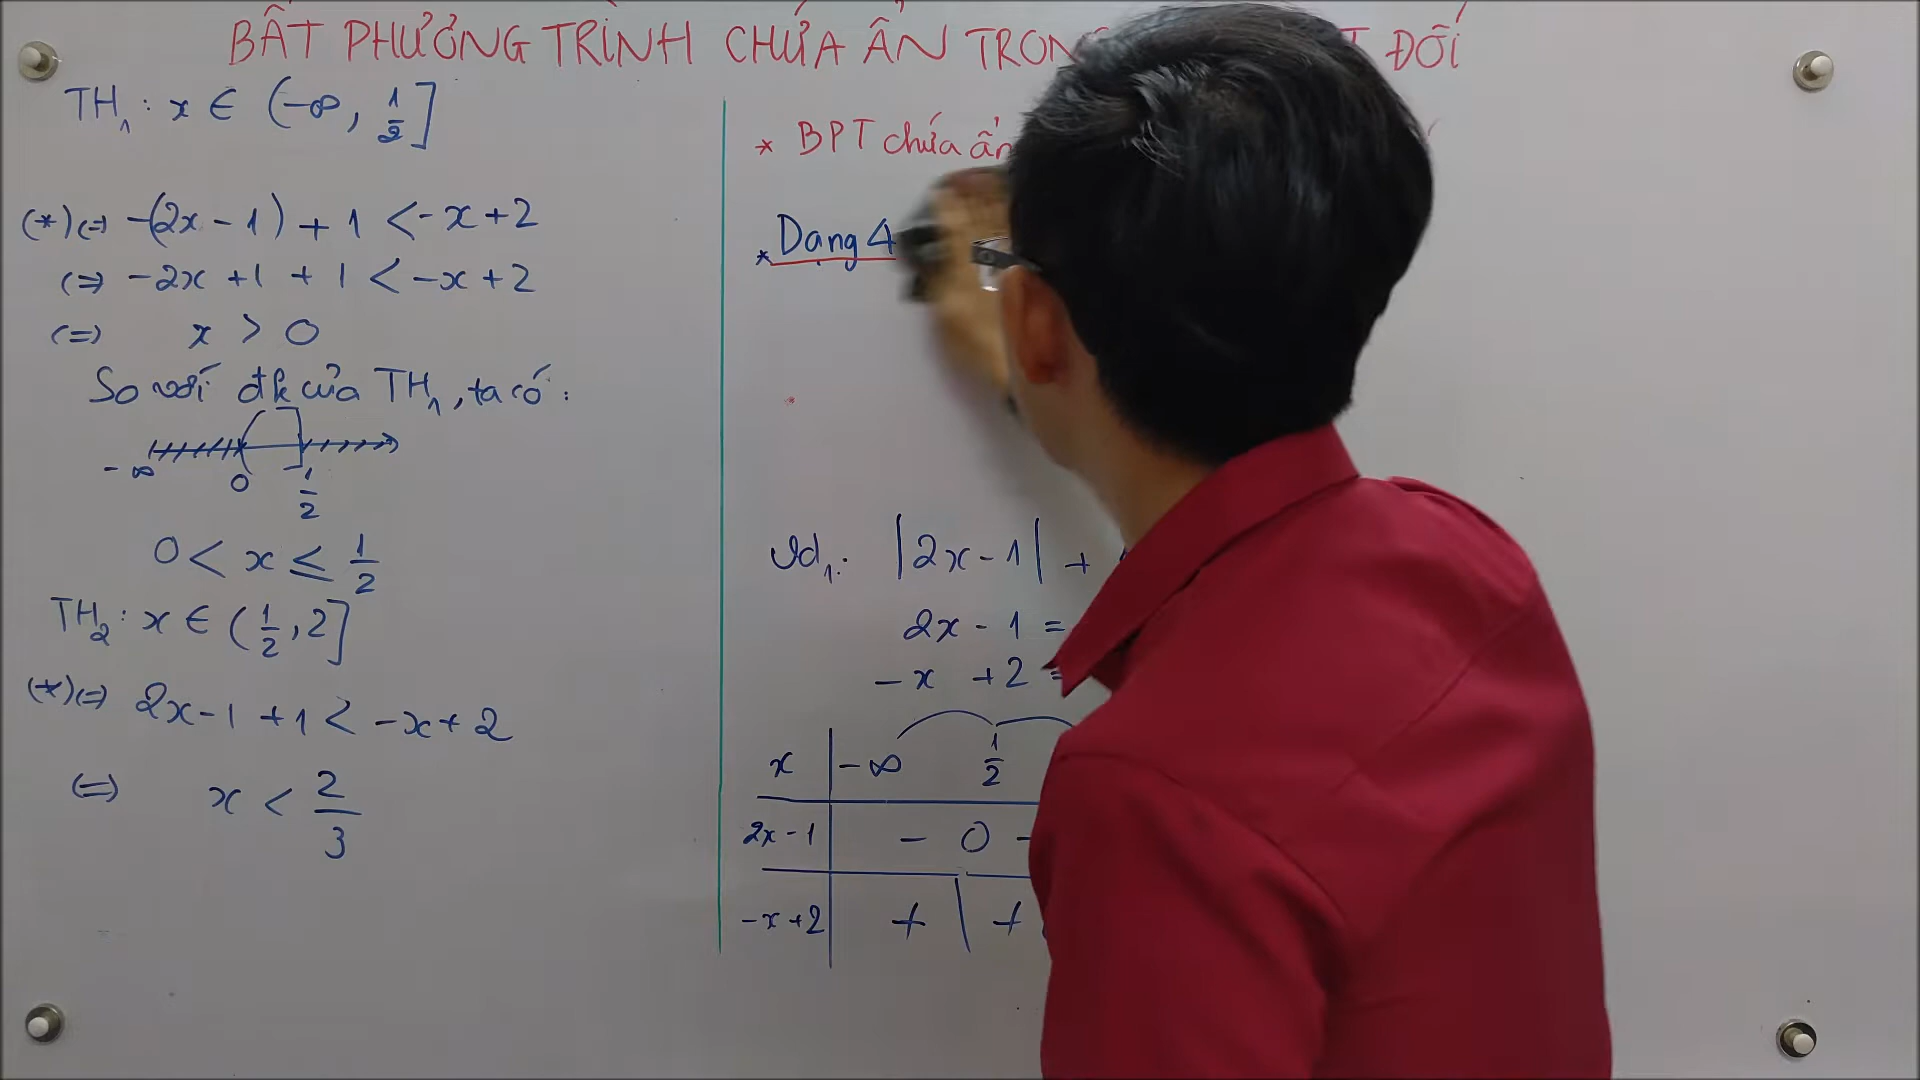 BẤT PHƯƠNG TRÌNH CHỨA ẨN TRONG ĐỐI
TH₁ : x ∈ (-∞, 1/2]
(*) (=) -(2x - 1) + 1 < -x + 2
(=) -2x + 1 + 1 < -x + 2
(=) x > 0
So với đk của TH₁, ta có :
-∞ 0 1/2
0 < x ≤ 1/2
TH₂ : x ∈ (1/2, 2]
(*) (=) 2x - 1 + 1 < -x + 2
(=) x < 2/3
* BPT chứa ẩn
* Dạng 4
Vd₁: |2x - 1| +
2x - 1 =
-x + 2 =
x -∞ 1/2
2x - 1 - 0
-x + 2 + | +